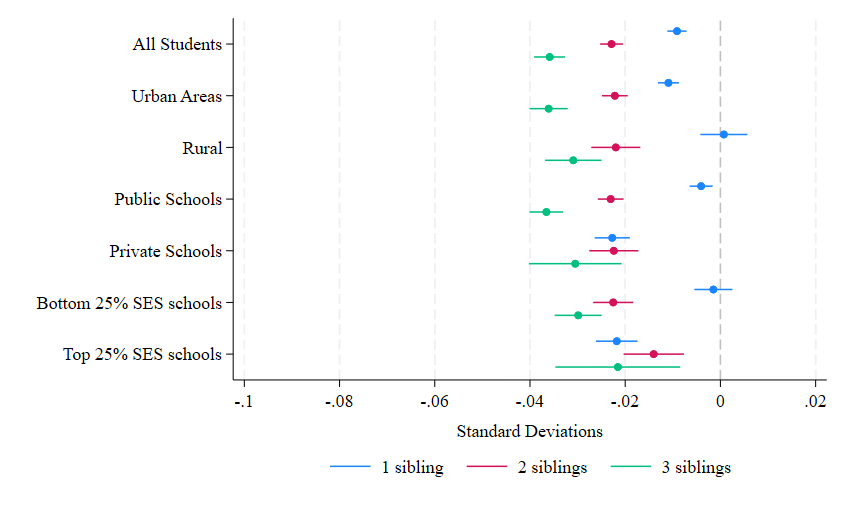 All Students
Urban Areas
Rural
Public Schools
Private Schools
Bottom 25% SES schools
Top 25% SES schools
-.1 -.08 -.06 -.04 -.02 0 .02
Standard Deviations
1 sibling 2 siblings 3 siblings